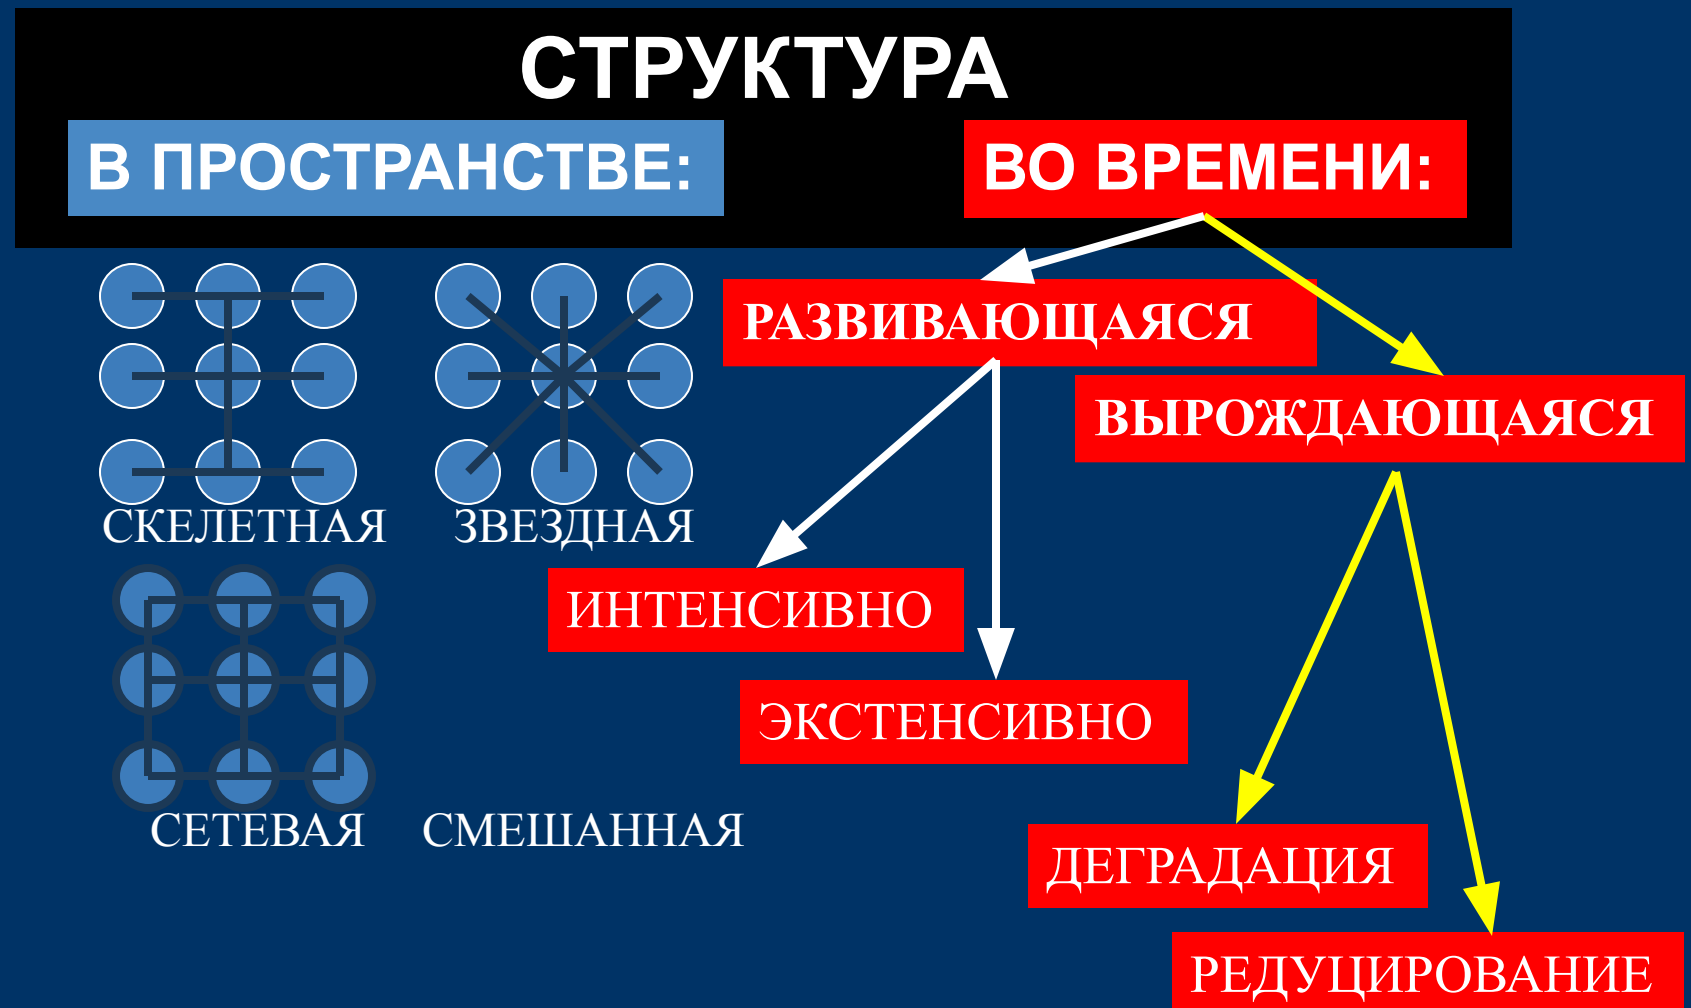 СТРУКТУРА
В ПРОСТРАНСТВЕ:
ВО ВРЕМЕНИ:
РАЗВИВАЮЩАЯСЯ
ВЫРОЖДАЮЩАЯСЯ
СКЕЛЕТНАЯ
ЗВЕЗДНАЯ
ИНТЕНСИВНО
ЭКСТЕНСИВНО
СЕТЕВАЯ
СМЕШАННАЯ
ДЕГРАДАЦИЯ
РЕДУЦИРОВАНИЕ